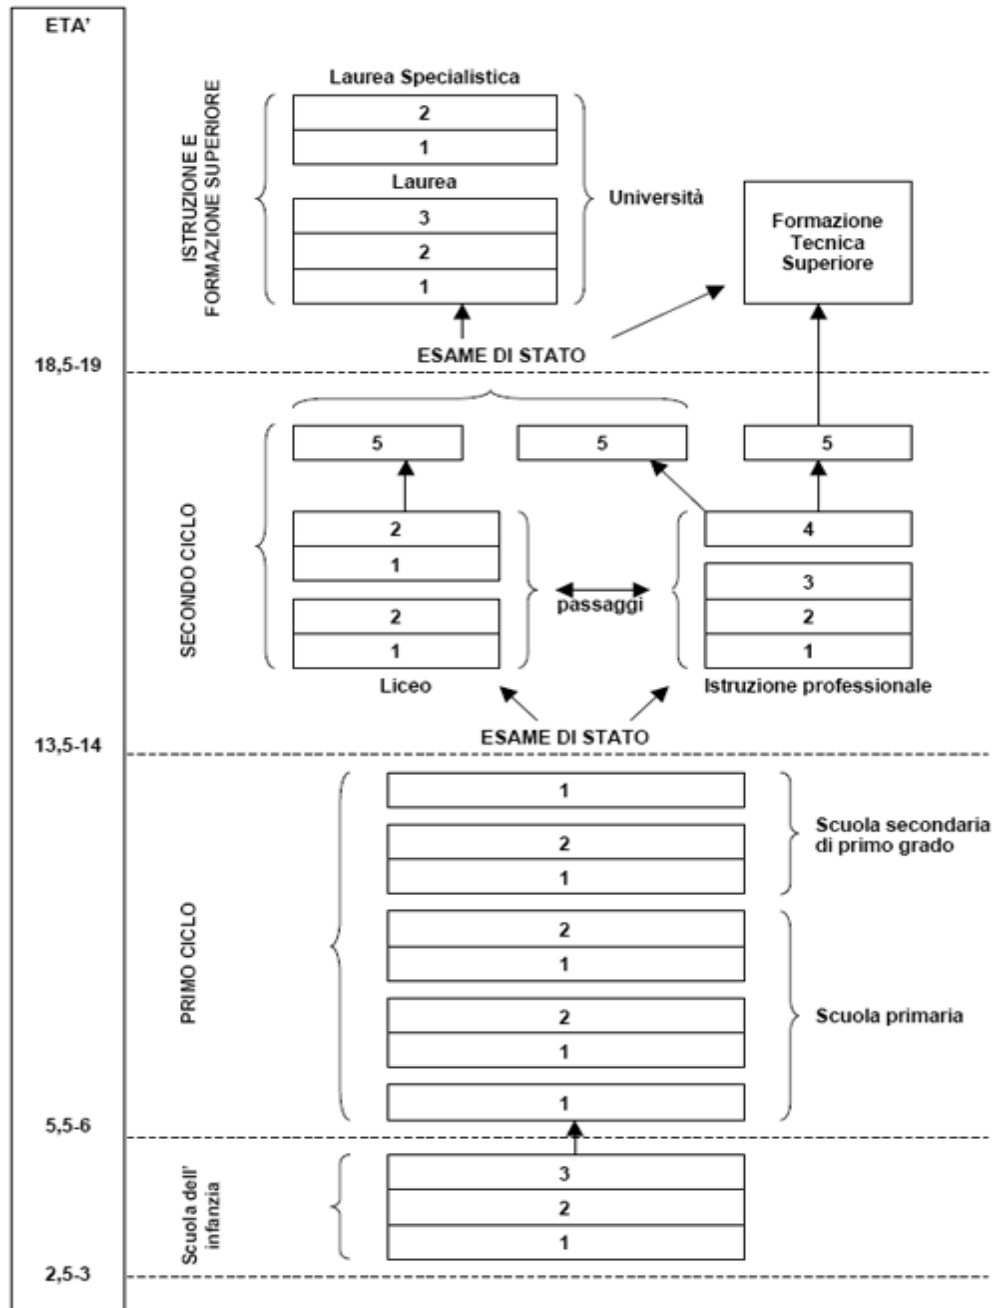 ETA'
Laurea Specialistica
2
1
Laurea
3
2
1
Università
ISTRUZIONE E
FORMAZIONE SUPERIORE
Formazione
Tecnica
Superiore
ESAME DI STATO
18,5-19
5
5
5
SECONDO CICLO
2
1
2
1
Liceo
passaggi
4
3
2
1
Istruzione professionale
ESAME DI STATO
13,5-14
PRIMO CICLO
1
2
1
Scuola secondaria
di primo grado
2
1
2
1
1
Scuola primaria
5,5-6
Scuola dell'
infanzia
3
2
1
2,5-3